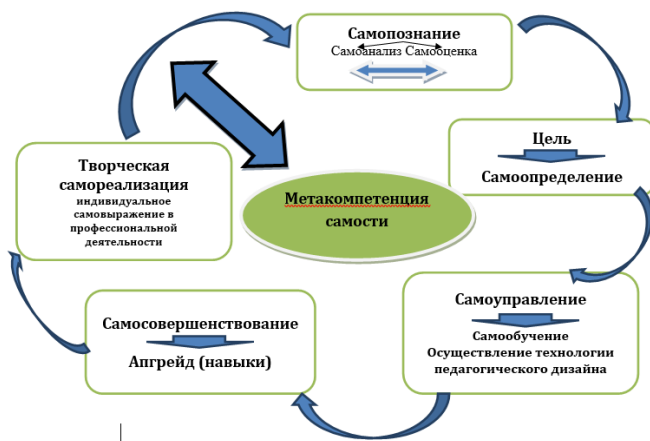 Самопознание
Самоанализ Самооценка
Цель
Самоопределение
Творческая
самореализация
индивидуальное
самовыражение в
профессиональной
деятельности
Метакомпетенция
самости
Самоуправление
Самообучение
Осуществление технологии
педагогического дизайна
Самосовершенствование
Апгрейд (навыки)